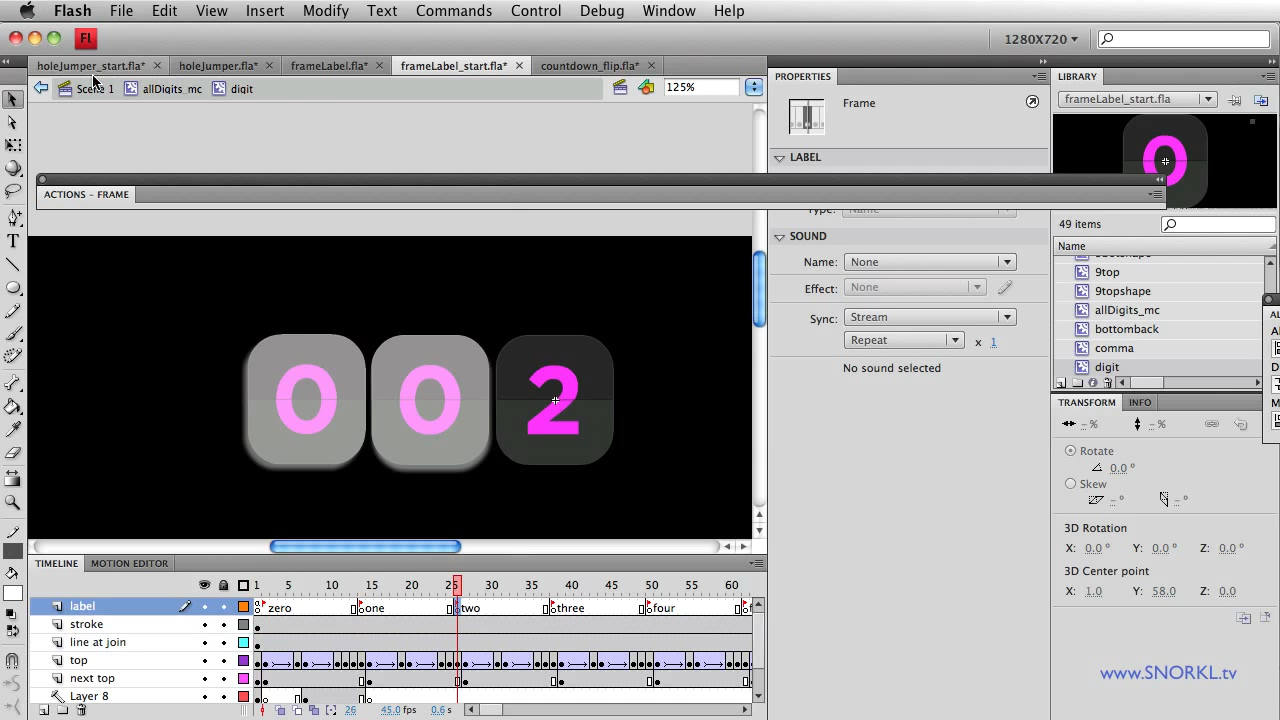 Flash File Edit View Insert Modify Text Commands Control Debug Window Help
Fl 1280X720
holeJumper_start.fla* holeJumper.fla* frameLabel.fla* frameLabel_start.fla* countdown_flip.fla*
Scene 1 allDigits_mc digit 125%
ACTIONS - FRAME
0 0 2
PROPERTIES
Frame
LABEL
Type: Name
SOUND
Name: None
Effect: None
Sync: Stream
Repeat x 1
No sound selected
LIBRARY
frameLabel_start.fla
0
49 items
Name
9top
9topshape
allDigits_mc
bottomback
comma
digit
TRANSFORM INFO
- % - %
Rotate
0.0 °
Skew
- ° - °
3D Rotation
X: 0.0 ° Y: 0.0 ° Z: 0.0 °
3D Center point
X: 1.0 Y: 58.0 Z: 0.0
TIMELINE MOTION EDITOR
1 5 10 15 20 25 30 35 40 45 50 55 60
label zero one two three four
stroke
line at join
top
next top
Layer 8
26 45.0 fps 0.6 s
www.SNORKL.tv